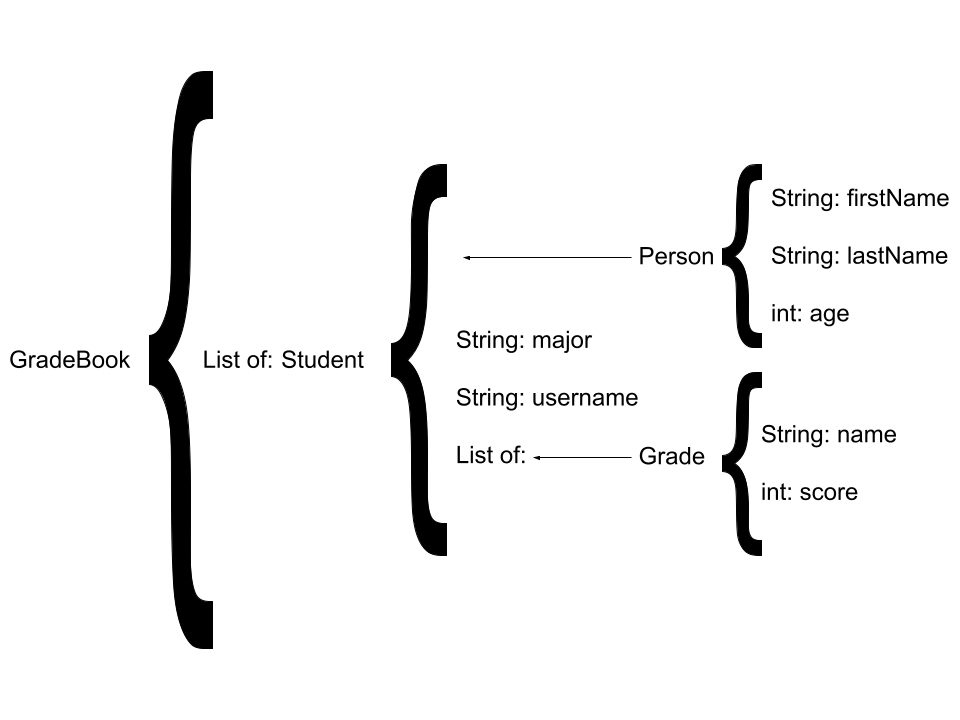 GradeBook
List of: Student
String: major
String: username
List of:
Person
String: firstName
String: lastName
int: age
Grade
String: name
int: score